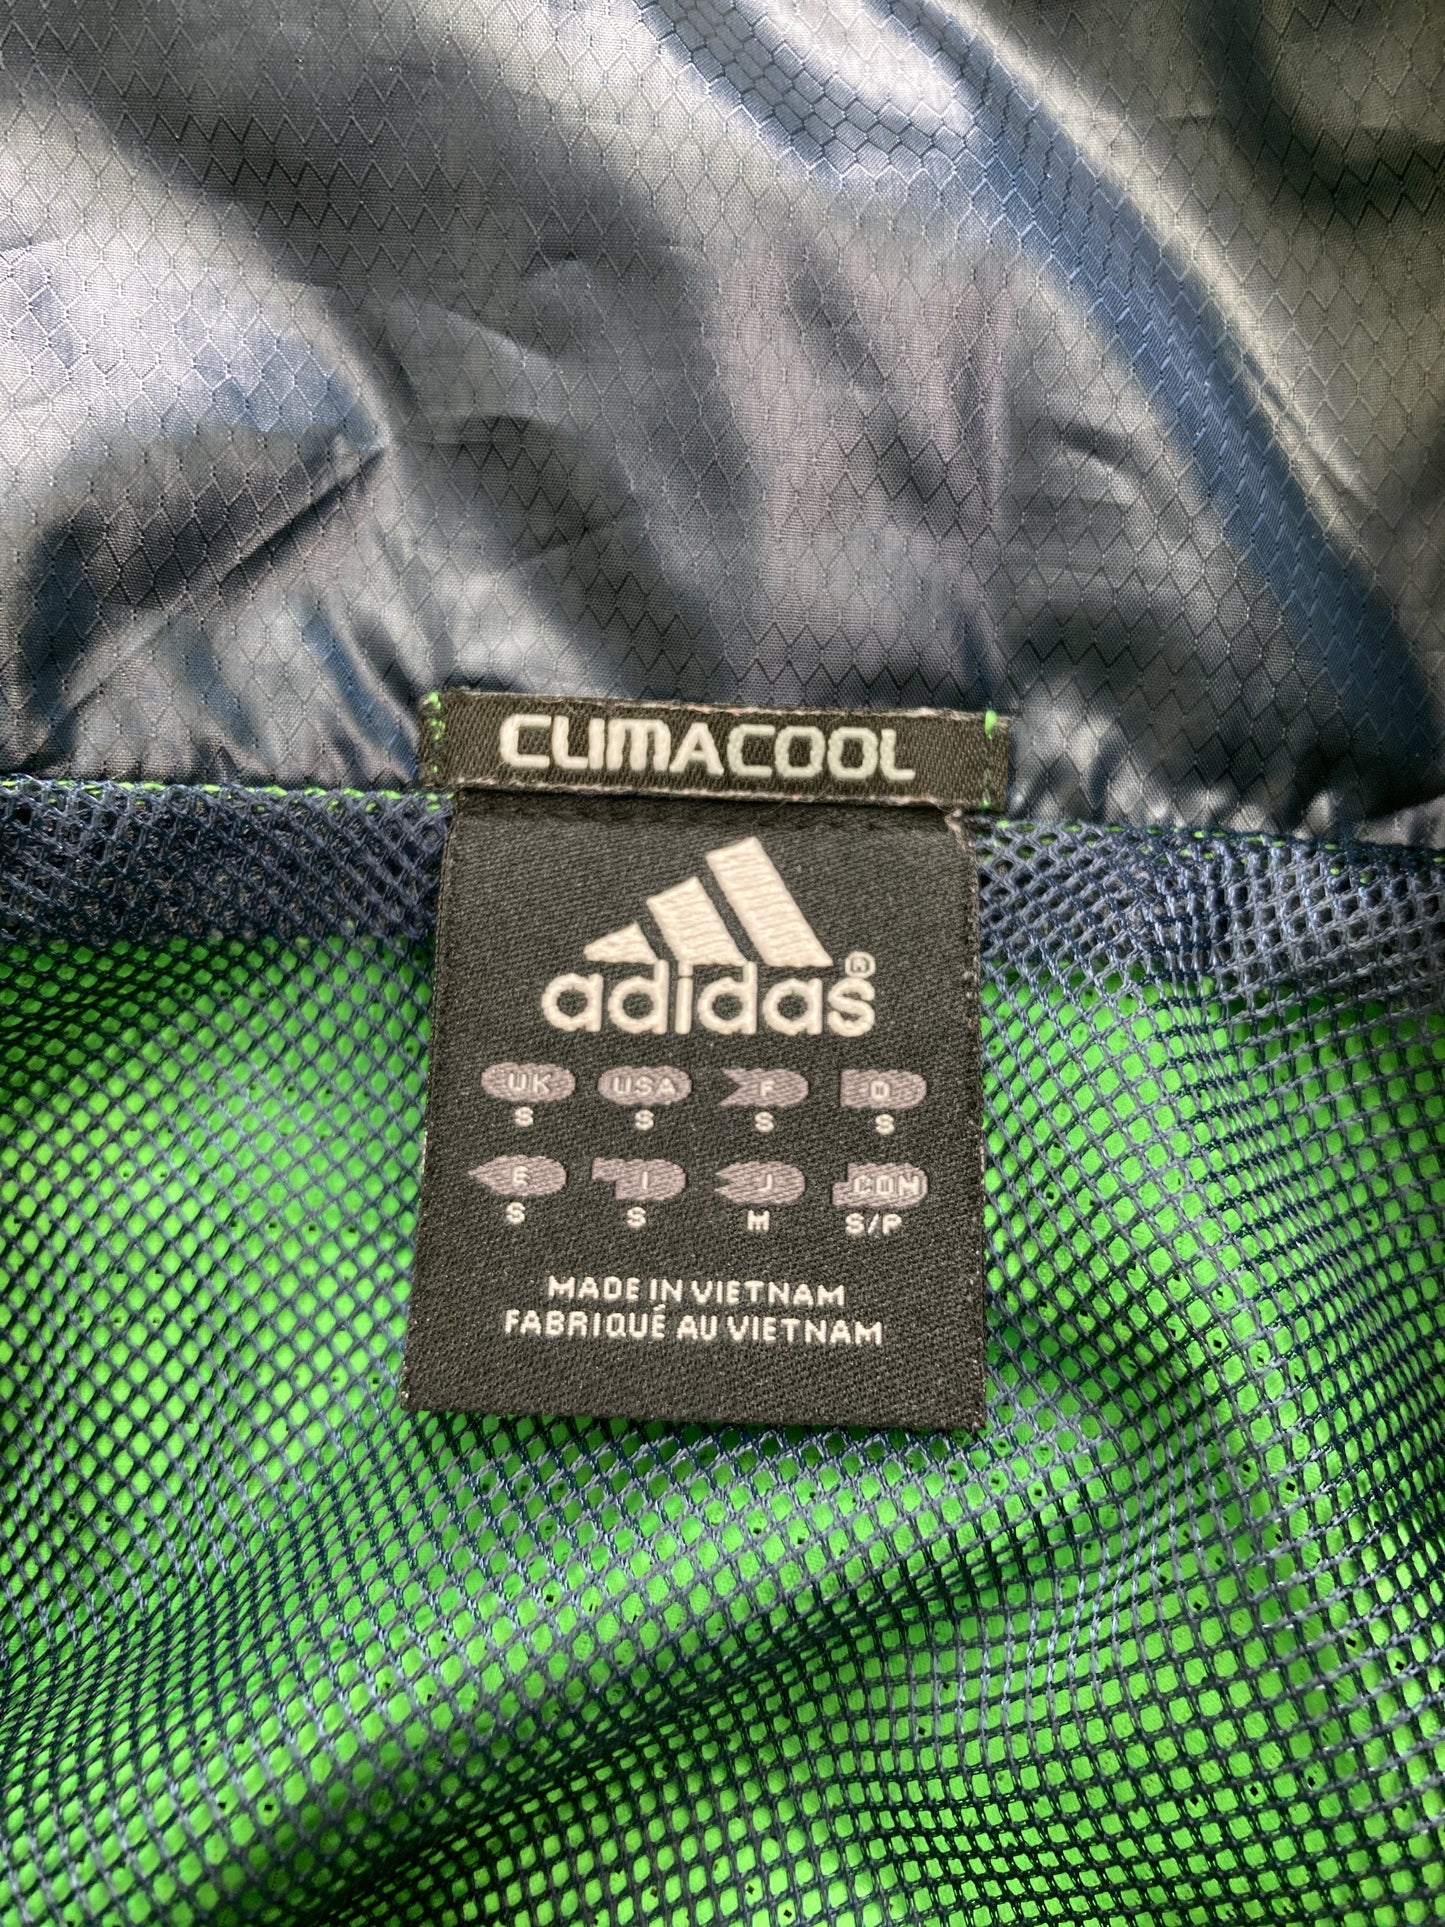 CLIMACOOL
adidas®
UK USA F D
S S S S
E I J CDN
S S M S/P
MADE IN VIETNAM
FABRIQUÉ AU VIETNAM